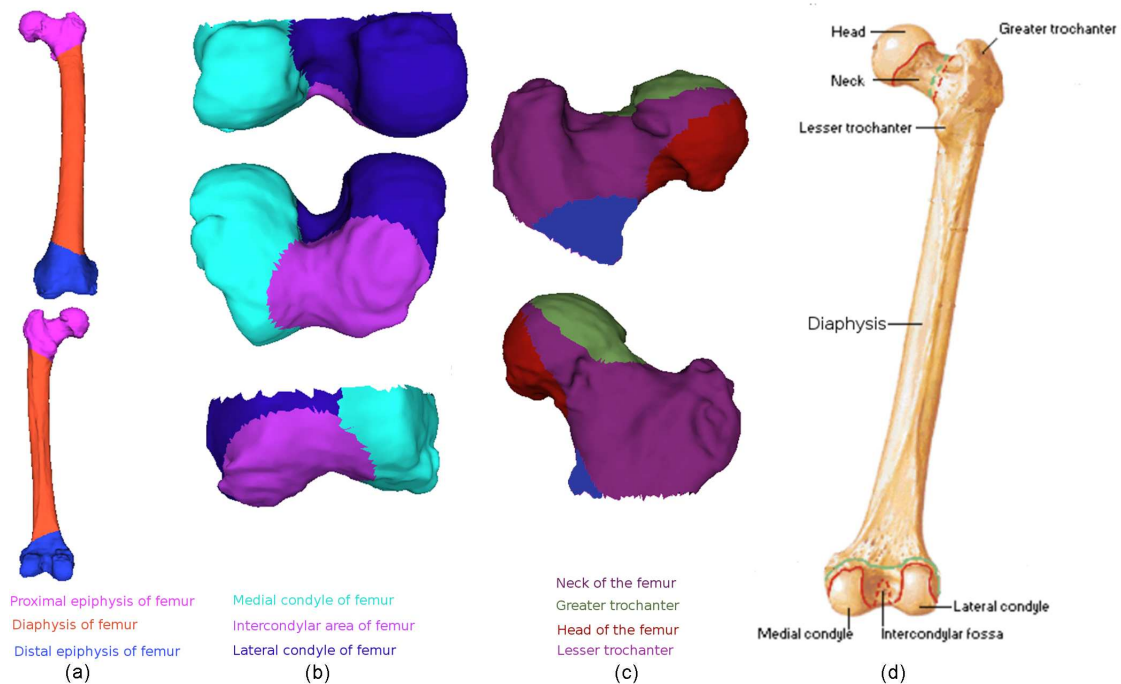 Head
Greater trochanter
Neck
Lesser trochanter
Diaphysis
Lateral condyle
Medial condyle
Intercondylar fossa
Proximal epiphysis of femur
Diaphysis of femur
Distal epiphysis of femur
(a)
Medial condyle of femur
Intercondylar area of femur
Lateral condyle of femur
(b)
Neck of the femur
Greater trochanter
Head of the femur
Lesser trochanter
(c)
(d)